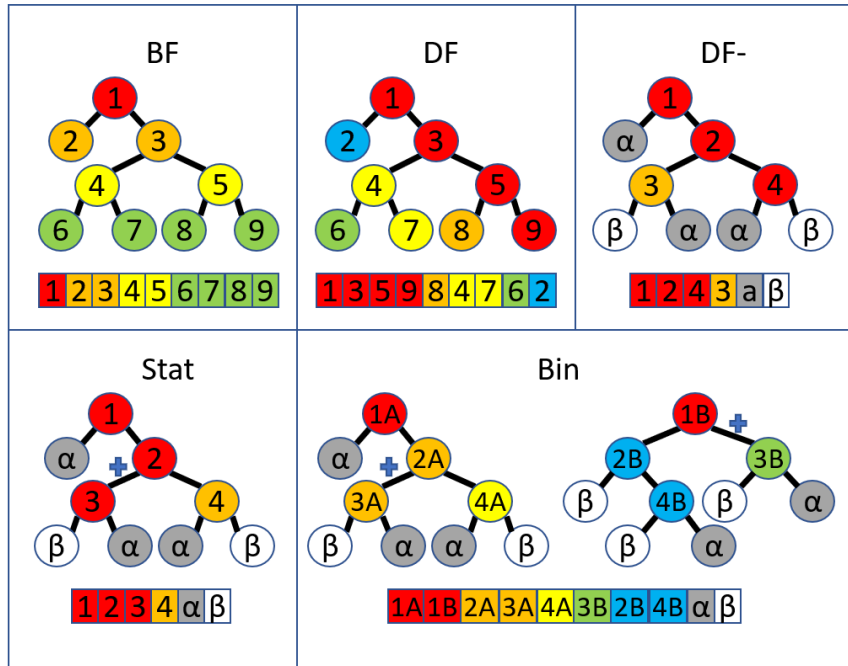 BF
1
2 3
4 5
6 7 8 9
1 2 3 4 5 6 7 8 9
DF
1
2 3
4 5
6 7 8 9
1 3 5 9 8 4 7 6 2
DF-
1
α 2
3 4
β α α β
1 2 4 3 a β
Stat
1
α + 2
3 4
β α α β
1 2 3 4 α β
Bin
1A
α + 2A
3A 4A
β α α β
1B +
2B 3B
β 4B β α
β α
1A 1B 2A 3A 4A 3B 2B 4B α β